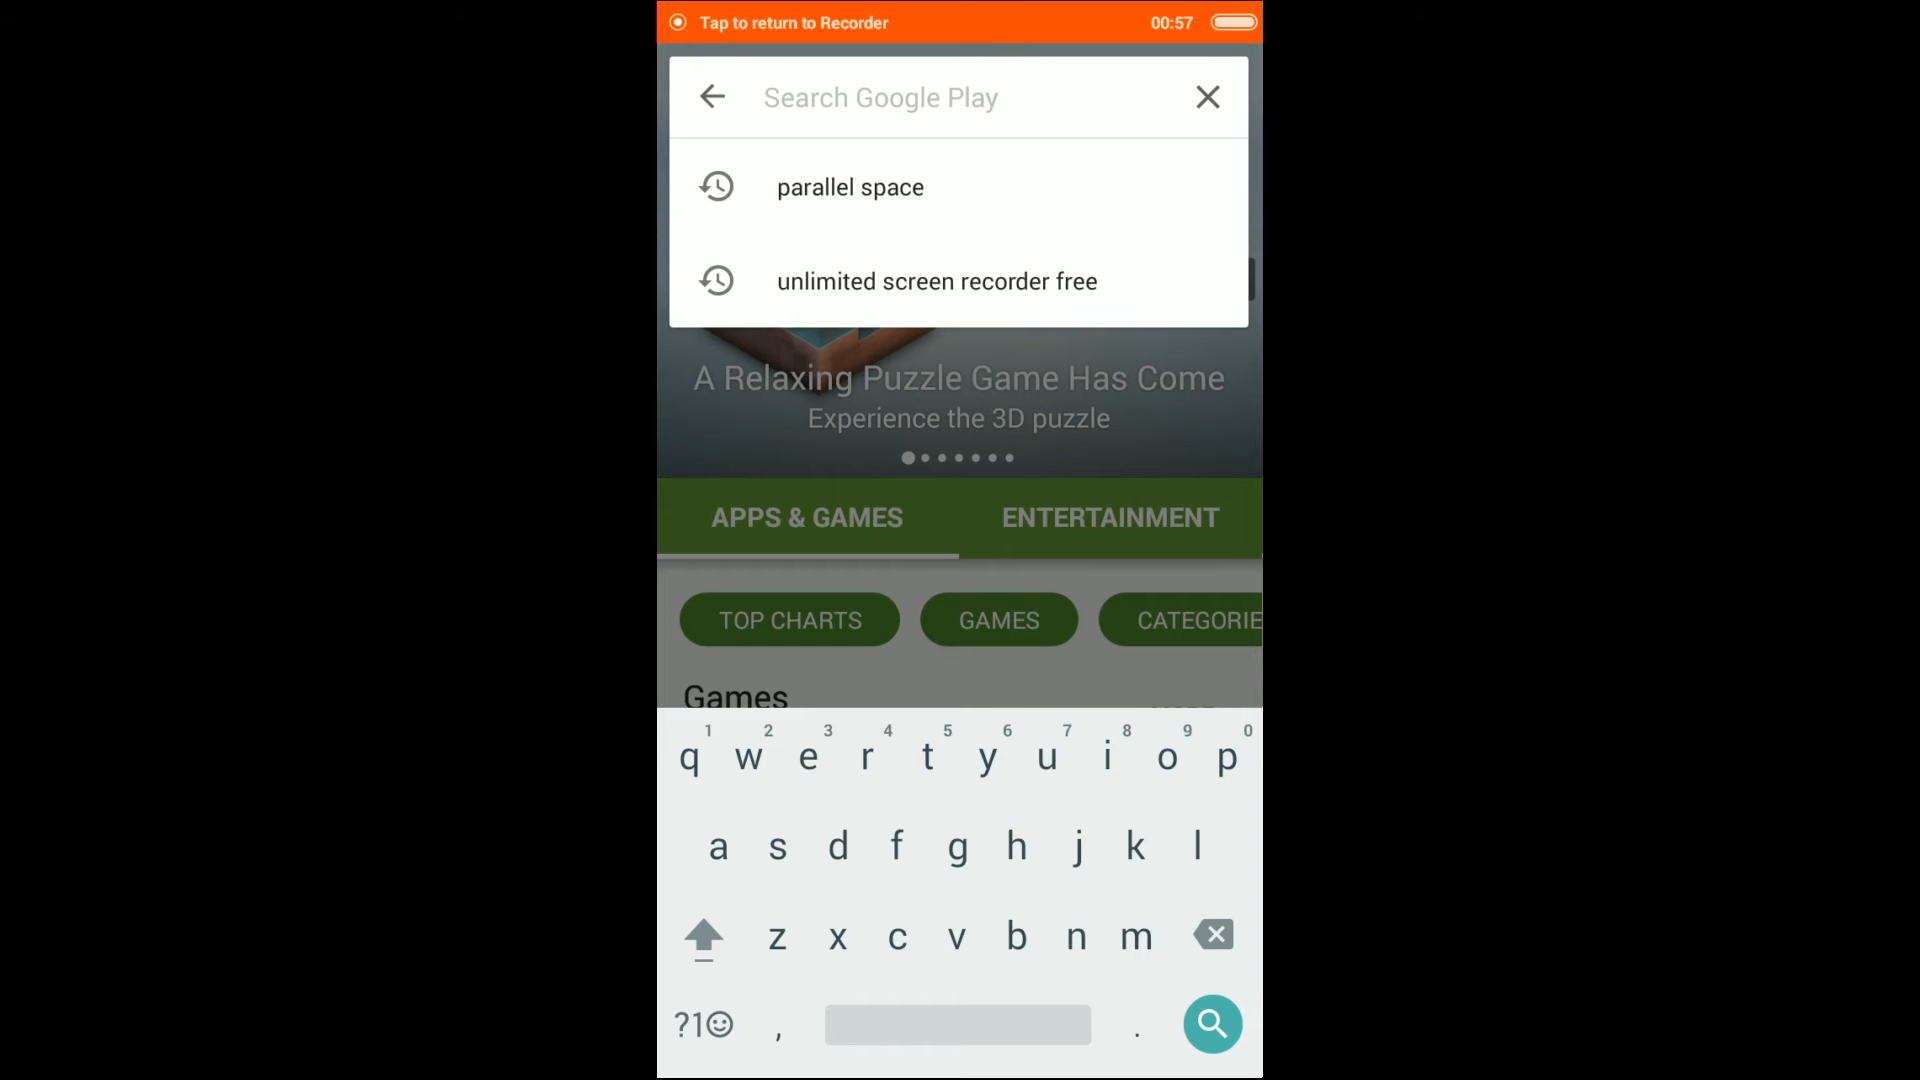 Tap to return to Recorder 00:57
Search Google Play
parallel space
unlimited screen recorder free
A Relaxing Puzzle Game Has Come
Experience the 3D puzzle
APPS & GAMES ENTERTAINMENT
TOP CHARTS GAMES CATEGORIE
Games
1 2 3 4 5 6 7 8 9 0
q w e r t y u i o p
a s d f g h j k l
z x c v b n m
?1☺ , .